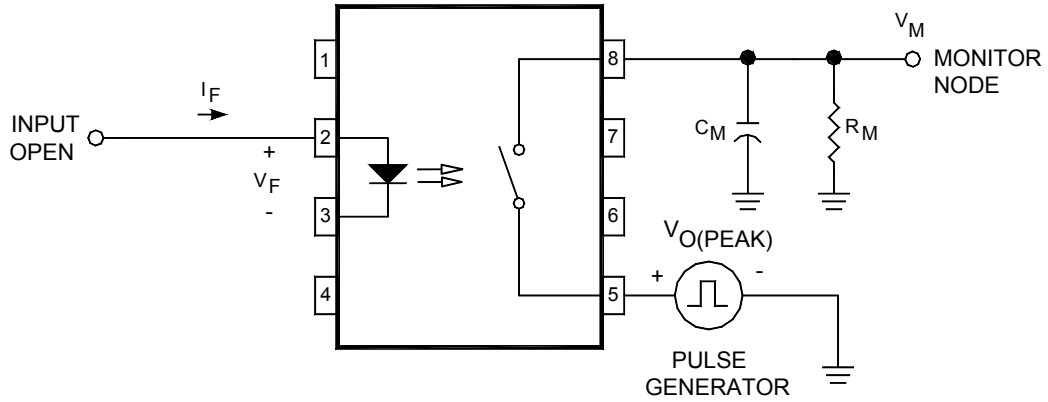 V_M
MONITOR
NODE
1
8
I_F
INPUT
OPEN
2
7
C_M
R_M
+
V_F
-
3
6
V_O(PEAK)
+
-
4
5
PULSE
GENERATOR